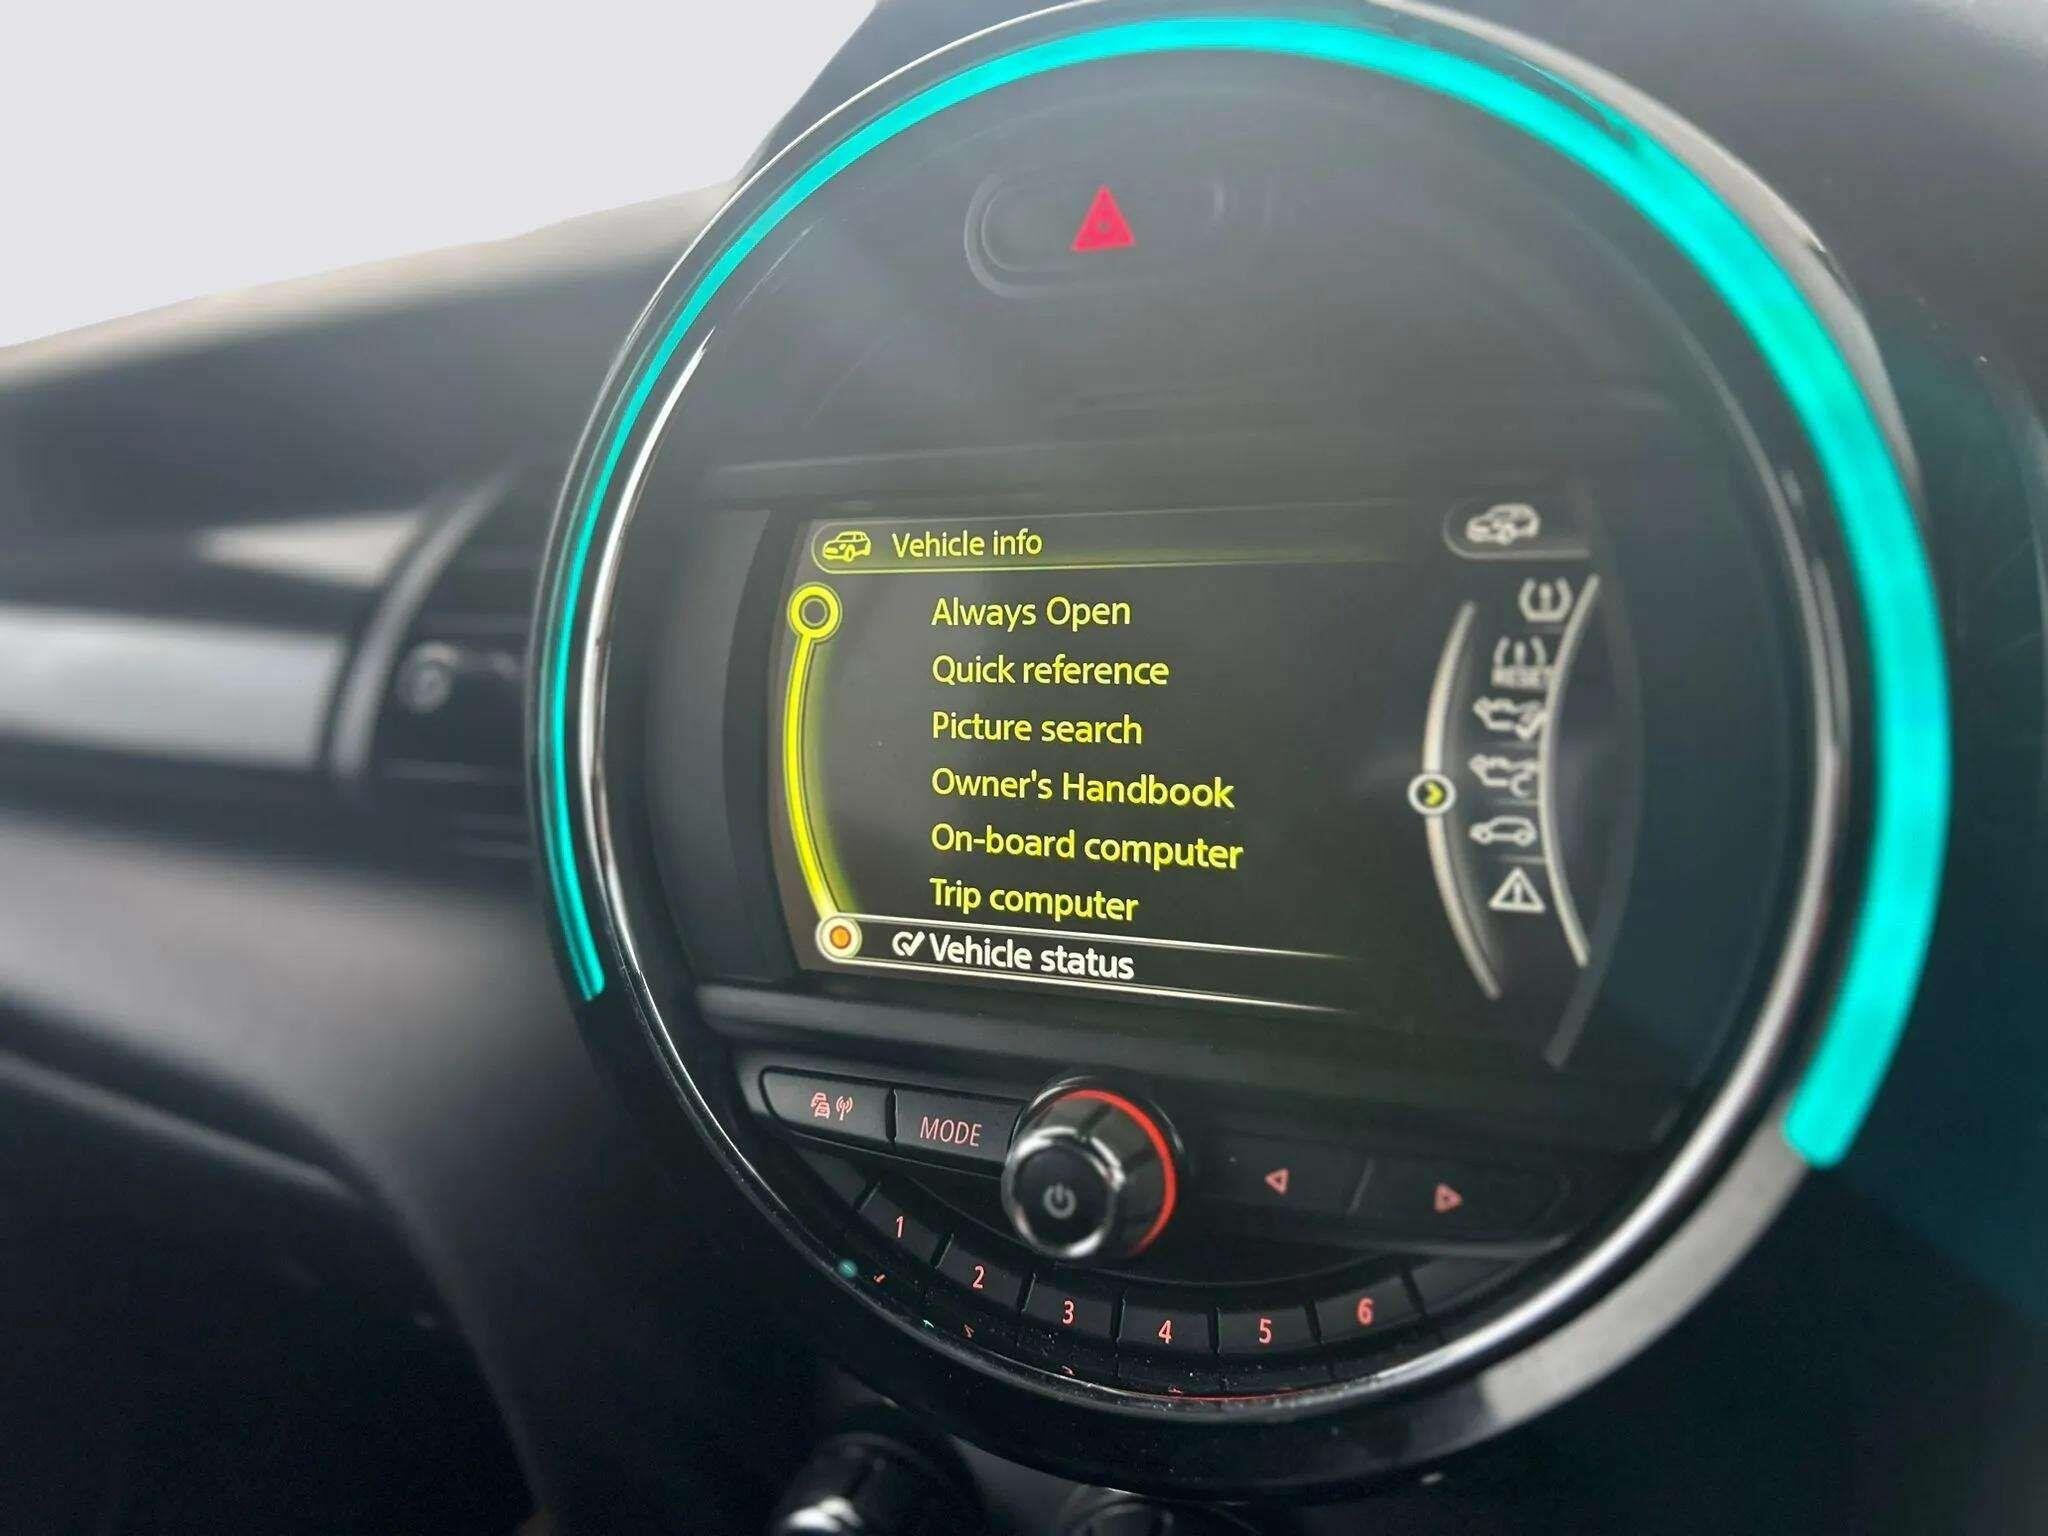 Vehicle info
Always Open
Quick reference
Picture search
Owner's Handbook
On-board computer
Trip computer
Vehicle status
RESET
MODE
1
2
3
4
5
6